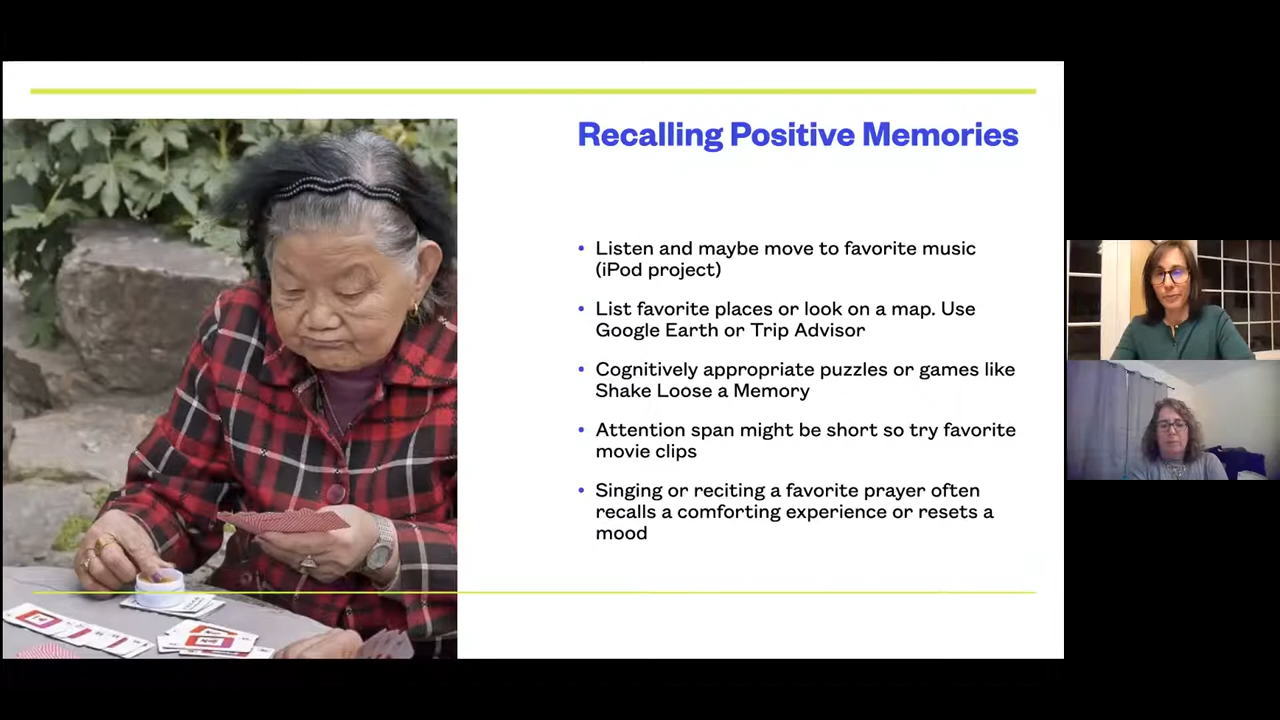 Recalling Positive Memories
• Listen and maybe move to favorite music
(iPod project)
• List favorite places or look on a map. Use
Google Earth or Trip Advisor
• Cognitively appropriate puzzles or games like
Shake Loose a Memory
• Attention span might be short so try favorite
movie clips
• Singing or reciting a favorite prayer often
recalls a comforting experience or resets a
mood